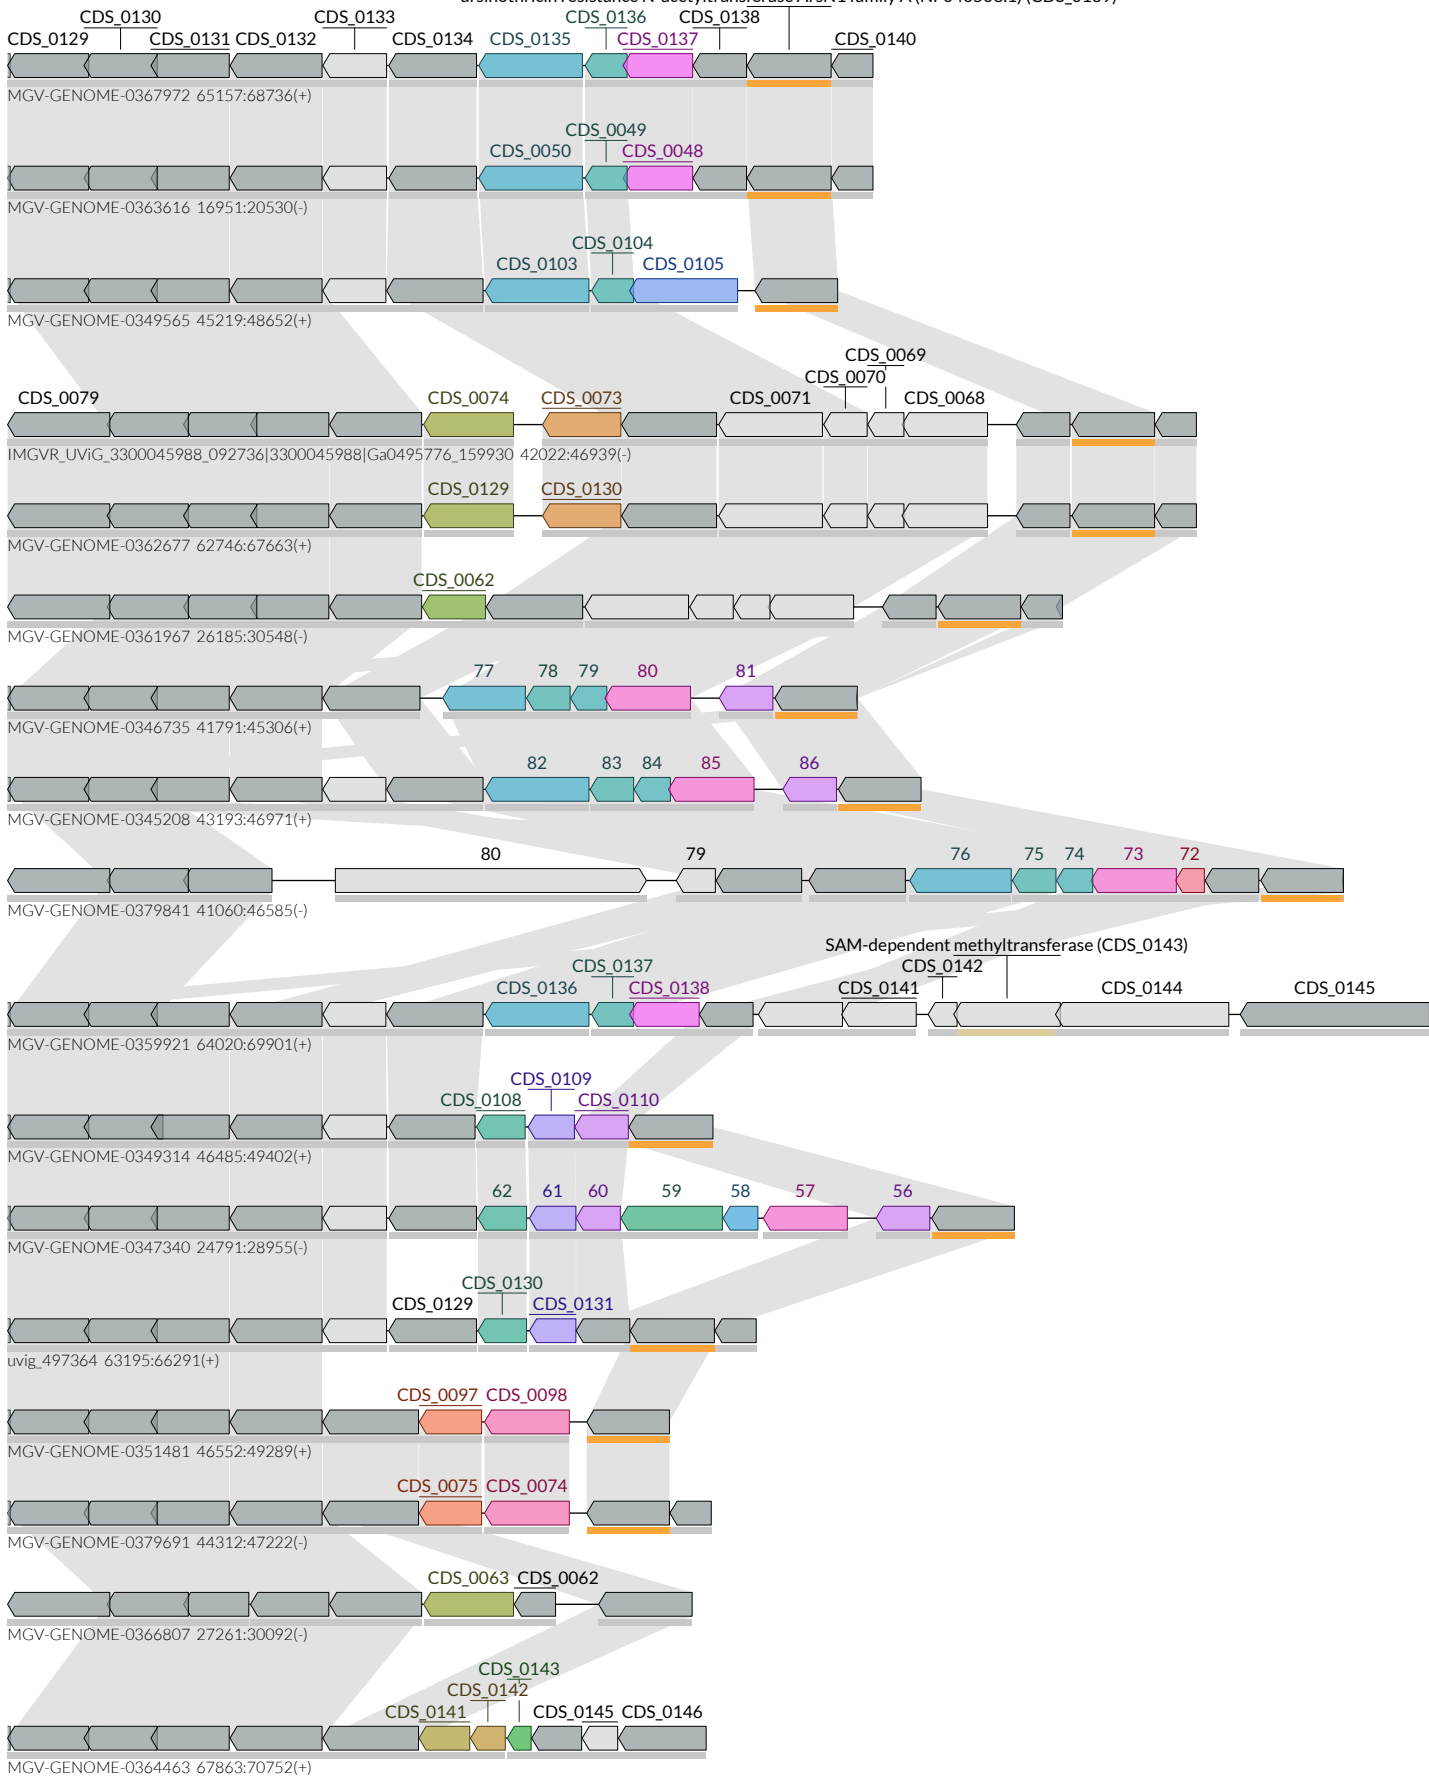 arsinothricin resistance N-acetyltransferase ArsN1 family A (CDS_0139)
CDS_0136
CDS_0130 CDS_0133 CDS_0138
CDS_0129 CDS_0131 CDS_0132 CDS_0134 CDS_0135 CDS_0137 CDS_0140
MGV-GENOME-0367972 65157:68736(+)
CDS_0049
CDS_0050 CDS_0048
MGV-GENOME-0363616 16951:20530(-)
CDS_0104
CDS_0103 CDS_0105
MGV-GENOME-0349565 45219:48652(+)
CDS_0069
CDS_0070
CDS_0079 CDS_0074 CDS_0073 CDS_0071 CDS_0068
IMGVR_UViG_3300045988_092736|3300045988|Ga0495776_159930 42022:46939(-)
CDS_0129 CDS_0130
MGV-GENOME-0362677 62746:67663(+)
CDS_0062
MGV-GENOME-0361967 26185:30548(-)
77 78 79 80 81
MGV-GENOME-0346735 41791:45306(+)
82 83 84 85 86
MGV-GENOME-0345208 43193:46971(+)
80 79 76 75 74 73 72
MGV-GENOME-0379841 41060:46585(-)
SAM-dependent methyltransferase (CDS_0143)
CDS_0137 CDS_0142
CDS_0136 CDS_0138 CDS_0141 CDS_0144 CDS_0145
MGV-GENOME-0359921 64020:69901(+)
CDS_0109
CDS_0108 CDS_0110
MGV-GENOME-0349314 46485:49402(+)
62 61 60 59 58 57 56
MGV-GENOME-0347340 24791:28955(-)
CDS_0130
CDS_0129 CDS_0131
uvig_497364 63195:66291(+)
CDS_0097 CDS_0098
MGV-GENOME-0351481 46552:49289(+)
CDS_0075 CDS_0074
MGV-GENOME-0379691 44312:47222(-)
CDS_0063 CDS_0062
MGV-GENOME-0366807 27261:30092(-)
CDS_0143
CDS_0142
CDS_0141 CDS_0145 CDS_0146
MGV-GENOME-0364463 67863:70752(+)